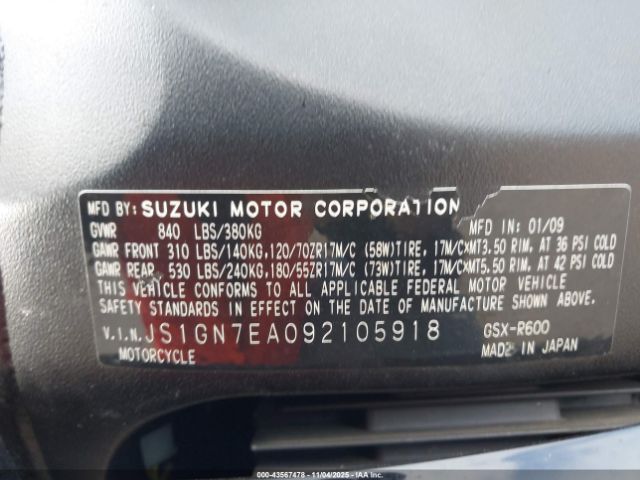 MFD BY: SUZUKI MOTOR CORPORATION MFD IN: 01/09
GVWR 840 LBS/380KG
GAWR FRONT 310 LBS/140KG,120/70ZR17M/C (58W)TIRE, 17M/C×MT3.50 RIM, AT 36 PSI COLD
GAWR REAR 530 LBS/240KG,180/55ZR17M/C (73W)TIRE, 17M/C×MT5.50 RIM, AT 42 PSI COLD
THIS VEHICLE CONFORMS TO ALL APPLICABLE FEDERAL MOTOR VEHICLE
SAFETY STANDARDS IN EFFECT ON THE DATE OF MANUFACTURE SHOWN ABOVE.
V.I.N. JS1GN7EA092105918 GSX-R600
MOTORCYCLE MADE IN JAPAN
000-43567478 - 11/04/2025 - IAAI.COM